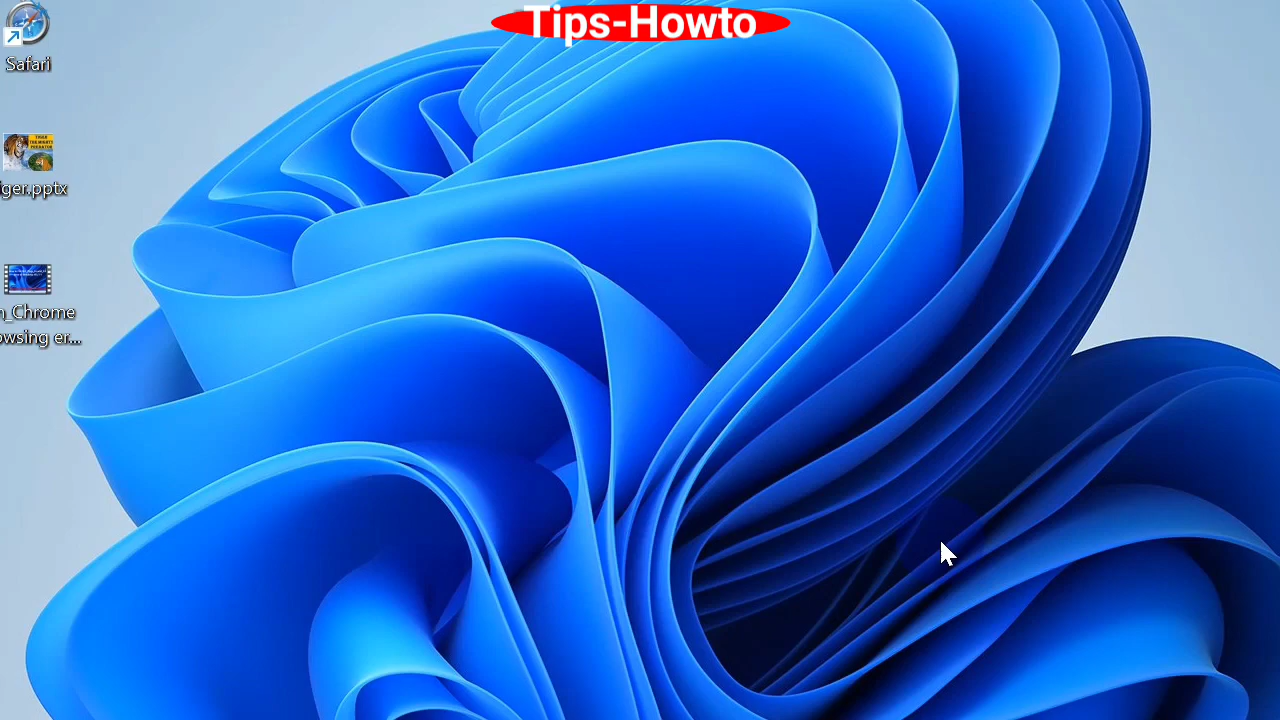 Tips-Howto
Safari
ger.pptx
_Chrome
owsing er...